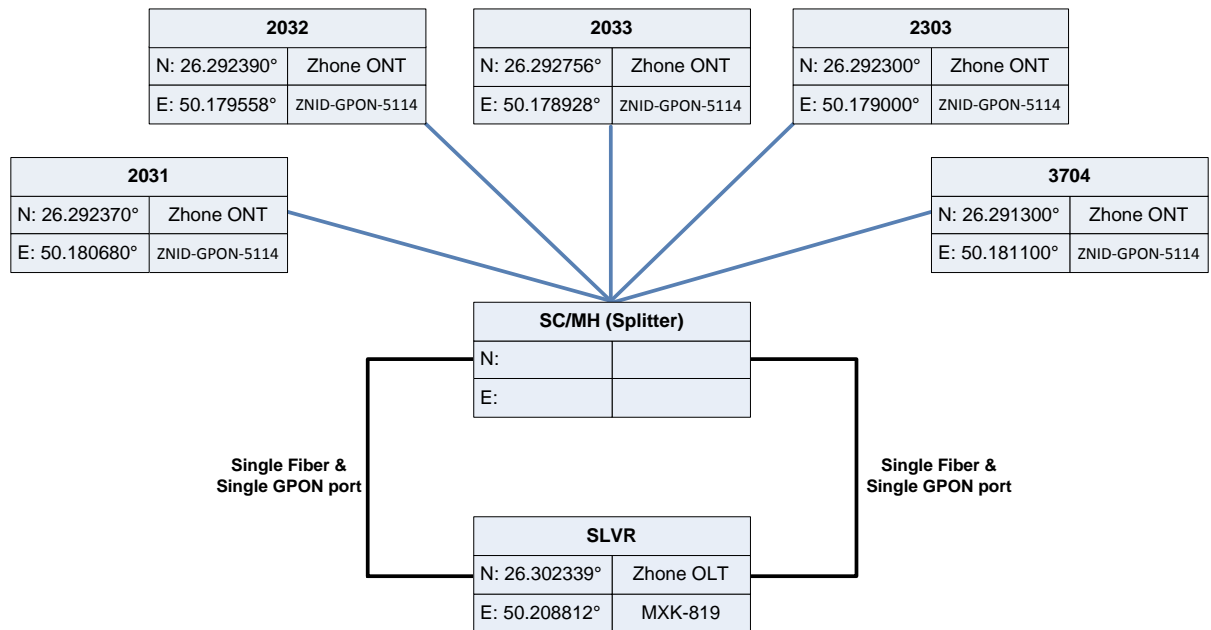 2032
N: 26.292390° Zhone ONT
E: 50.179558° ZNID-GPON-5114
2033
N: 26.292756° Zhone ONT
E: 50.178928° ZNID-GPON-5114
2303
N: 26.292300° Zhone ONT
E: 50.179000° ZNID-GPON-5114
2031
N: 26.292370° Zhone ONT
E: 50.180680° ZNID-GPON-5114
3704
N: 26.291300° Zhone ONT
E: 50.181100° ZNID-GPON-5114
SC/MH (Splitter)
N:
E:
Single Fiber &
Single GPON port
Single Fiber &
Single GPON port
SLVR
N: 26.302339° Zhone OLT
E: 50.208812° MXK-819